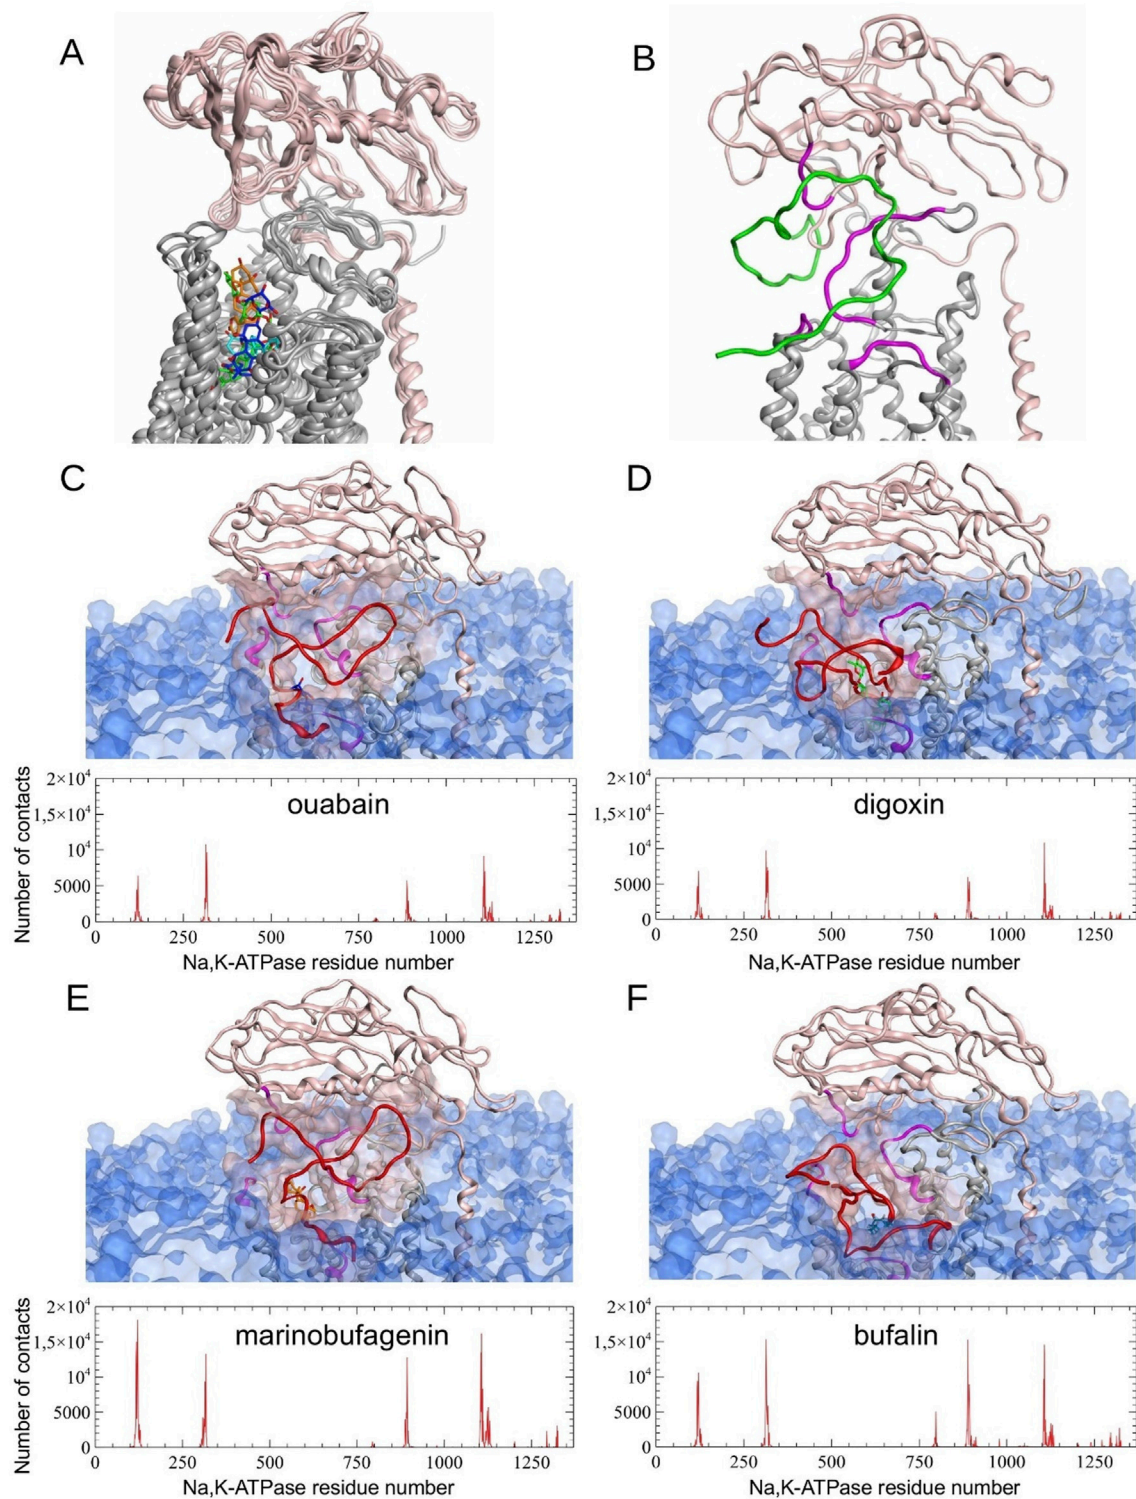 A
B
C
D
Number of contacts
2×10⁴
1,5×10⁴
10⁴
5000
0
ouabain
0 250 500 750 1000 1250
Na,K-ATPase residue number
2×10⁴
1,5×10⁴
10⁴
5000
0
digoxin
0 250 500 750 1000 1250
Na,K-ATPase residue number
E
F
Number of contacts
2×10⁴
1,5×10⁴
10⁴
5000
0
marinobufagenin
0 250 500 750 1000 1250
Na,K-ATPase residue number
2×10⁴
1,5×10⁴
10⁴
5000
0
bufalin
0 250 500 750 1000 1250
Na,K-ATPase residue number